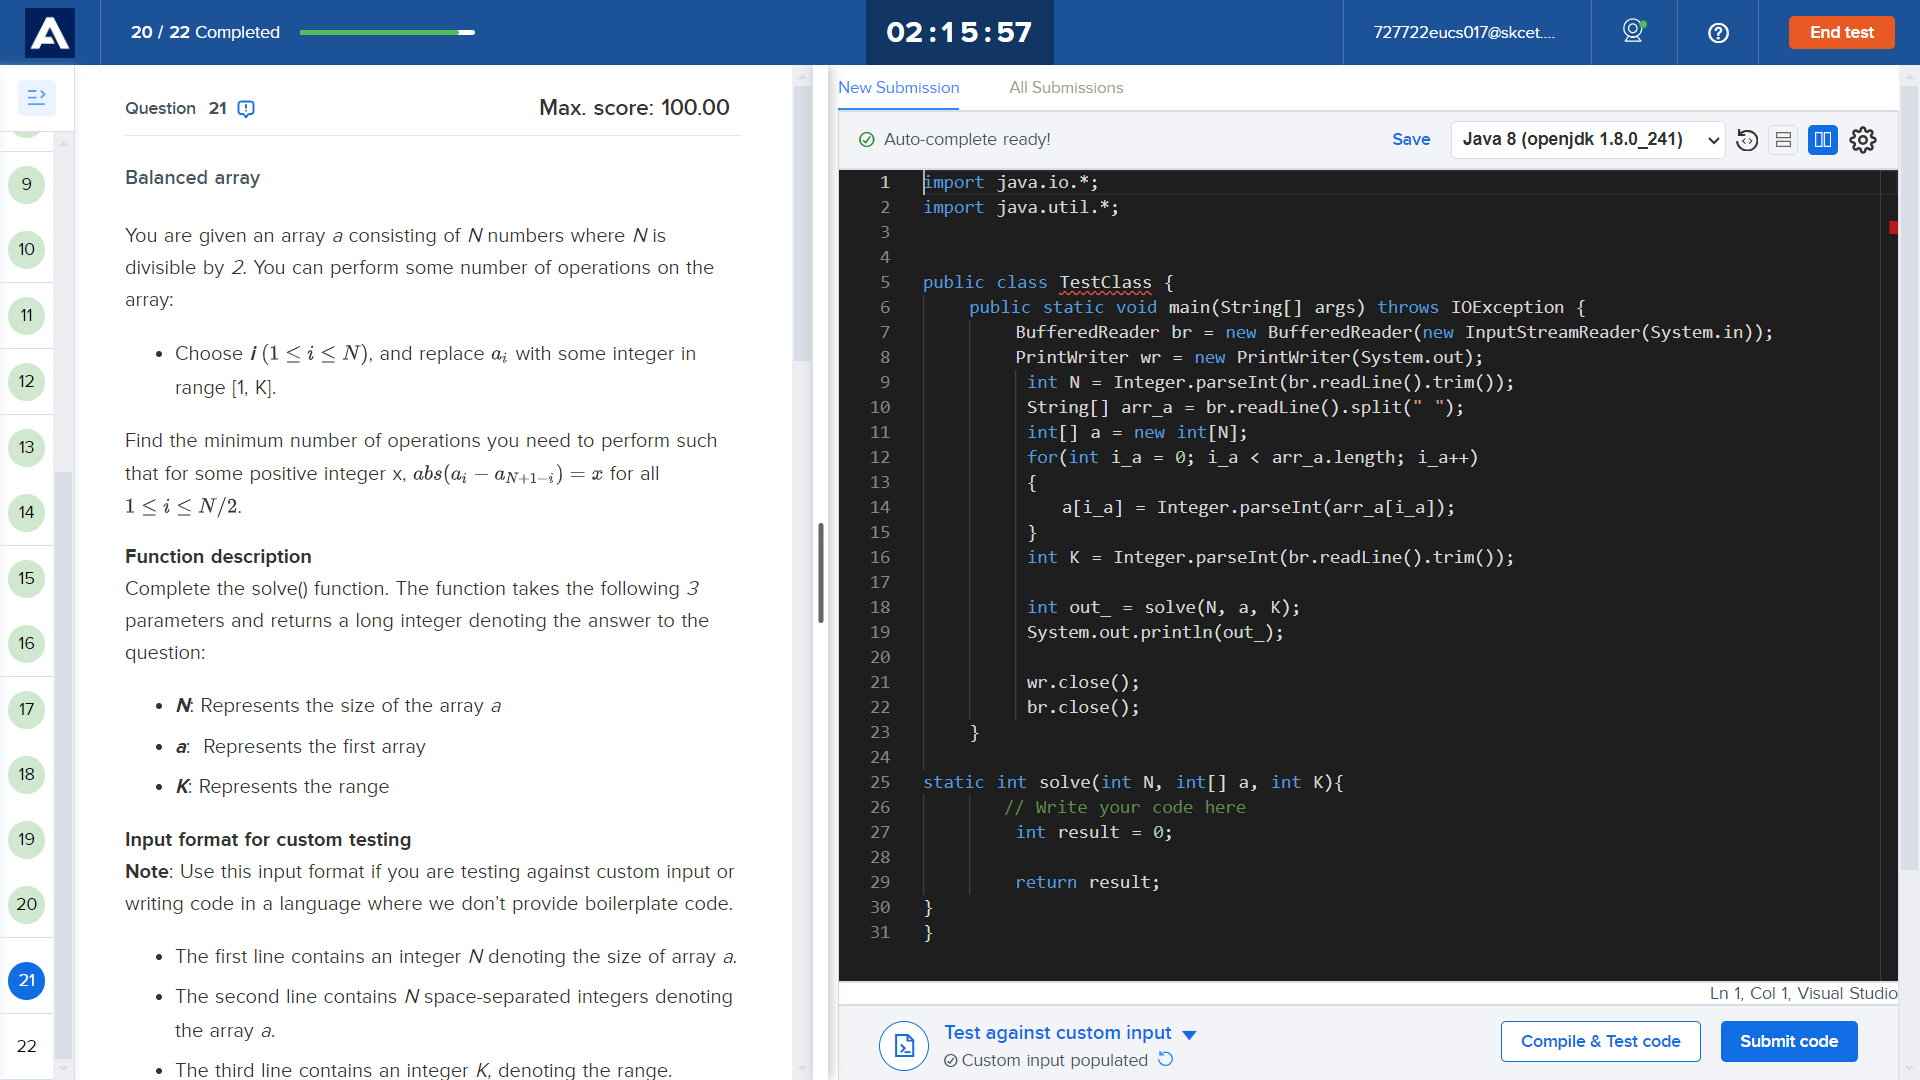 20 / 22 Completed
02:15:57
727722eucs017@skcet....
End test
9
10
11
12
13
14
15
16
17
18
19
20
21
22
Question 21
Max. score: 100.00
Balanced array
You are given an array a consisting of N numbers where N is
divisible by 2. You can perform some number of operations on the
array:
• Choose i (1 ≤ i ≤ N), and replace aᵢ with some integer in
range [1, K].
Find the minimum number of operations you need to perform such
that for some positive integer x, abs(aᵢ − a_{N+1−i}) = x for all
1 ≤ i ≤ N/2.
Function description
Complete the solve() function. The function takes the following 3
parameters and returns a long integer denoting the answer to the
question:
• N: Represents the size of the array a
• a: Represents the first array
• K: Represents the range
Input format for custom testing
Note: Use this input format if you are testing against custom input or
writing code in a language where we don't provide boilerplate code.
• The first line contains an integer N denoting the size of array a.
• The second line contains N space-separated integers denoting
the array a.
• The third line contains an integer K, denoting the range.
New Submission
All Submissions
Auto-complete ready!
Save
Java 8 (openjdk 1.8.0_241)
1 import java.io.*;
2 import java.util.*;
3
4
5 public class TestClass {
6 public static void main(String[] args) throws IOException {
7 BufferedReader br = new BufferedReader(new InputStreamReader(System.in));
8 PrintWriter wr = new PrintWriter(System.out);
9 int N = Integer.parseInt(br.readLine().trim());
10 String[] arr_a = br.readLine().split(" ");
11 int[] a = new int[N];
12 for(int i_a = 0; i_a < arr_a.length; i_a++)
13 {
14 a[i_a] = Integer.parseInt(arr_a[i_a]);
15 }
16 int K = Integer.parseInt(br.readLine().trim());
17
18 int out_ = solve(N, a, K);
19 System.out.println(out_);
20
21 wr.close();
22 br.close();
23 }
24
25 static int solve(int N, int[] a, int K){
26 // Write your code here
27 int result = 0;
28
29 return result;
30 }
31 }
Ln 1, Col 1, Visual Studio
Test against custom input
Custom input populated
Compile & Test code
Submit code